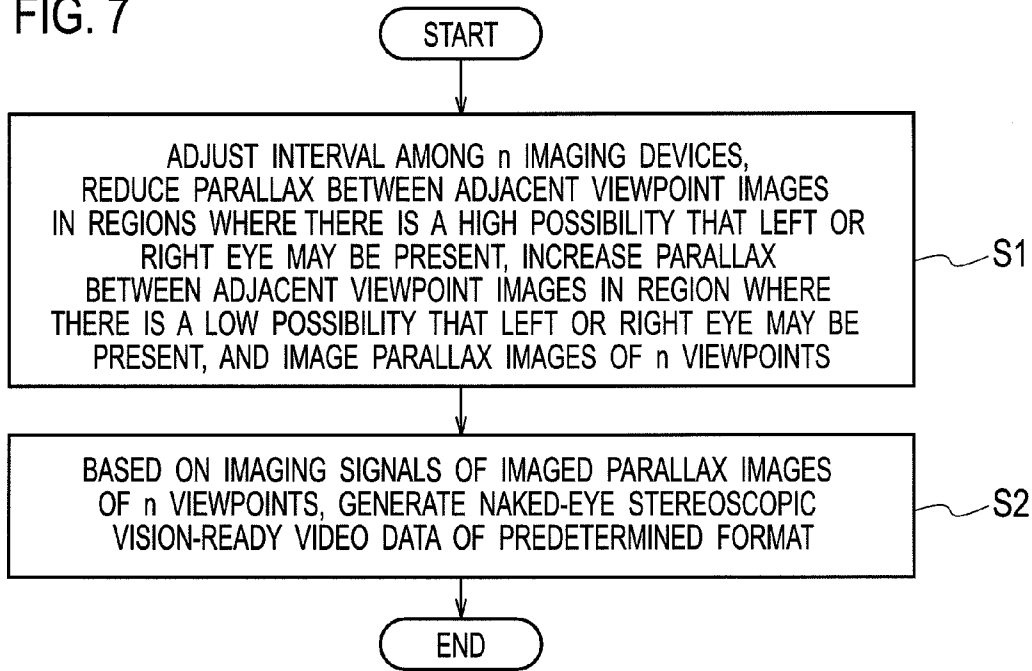 FIG. 7
START
ADJUST INTERVAL AMONG n IMAGING DEVICES,
REDUCE PARALLAX BETWEEN ADJACENT VIEWPOINT IMAGES
IN REGIONS WHERE THERE IS A HIGH POSSIBILITY THAT LEFT OR
RIGHT EYE MAY BE PRESENT, INCREASE PARALLAX
BETWEEN ADJACENT VIEWPOINT IMAGES IN REGION WHERE
THERE IS A LOW POSSIBILITY THAT LEFT OR RIGHT EYE MAY BE
PRESENT, AND IMAGE PARALLAX IMAGES OF n VIEWPOINTS
S1
BASED ON IMAGING SIGNALS OF IMAGED PARALLAX IMAGES
OF n VIEWPOINTS, GENERATE NAKED-EYE STEREOSCOPIC
VISION-READY VIDEO DATA OF PREDETERMINED FORMAT
S2
END